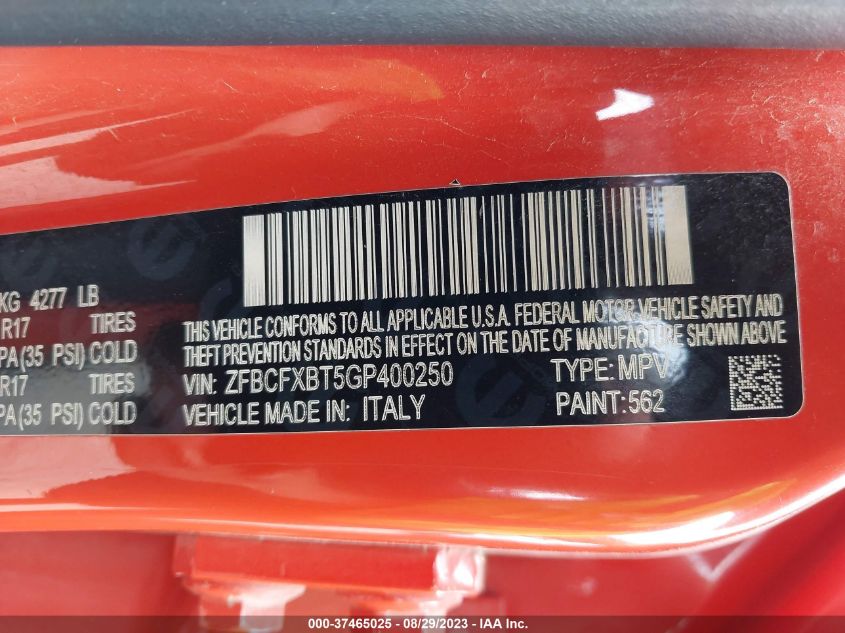 KG 4277 LB
R17 TIRES
PA(35 PSI) COLD
R17 TIRES
PA(35 PSI) COLD
THIS VEHICLE CONFORMS TO ALL APPLICABLE U.S.A. FEDERAL MOTOR VEHICLE SAFETY AND
THEFT PREVENTION STANDARDS IN EFFECT ON THE DATE OF MANUFACTURE SHOWN ABOVE
VIN: ZFBCFXBT5GP400250 TYPE: MPV
VEHICLE MADE IN: ITALY PAINT:562
000-37465025 - 08/29/2023 - IAA Inc.